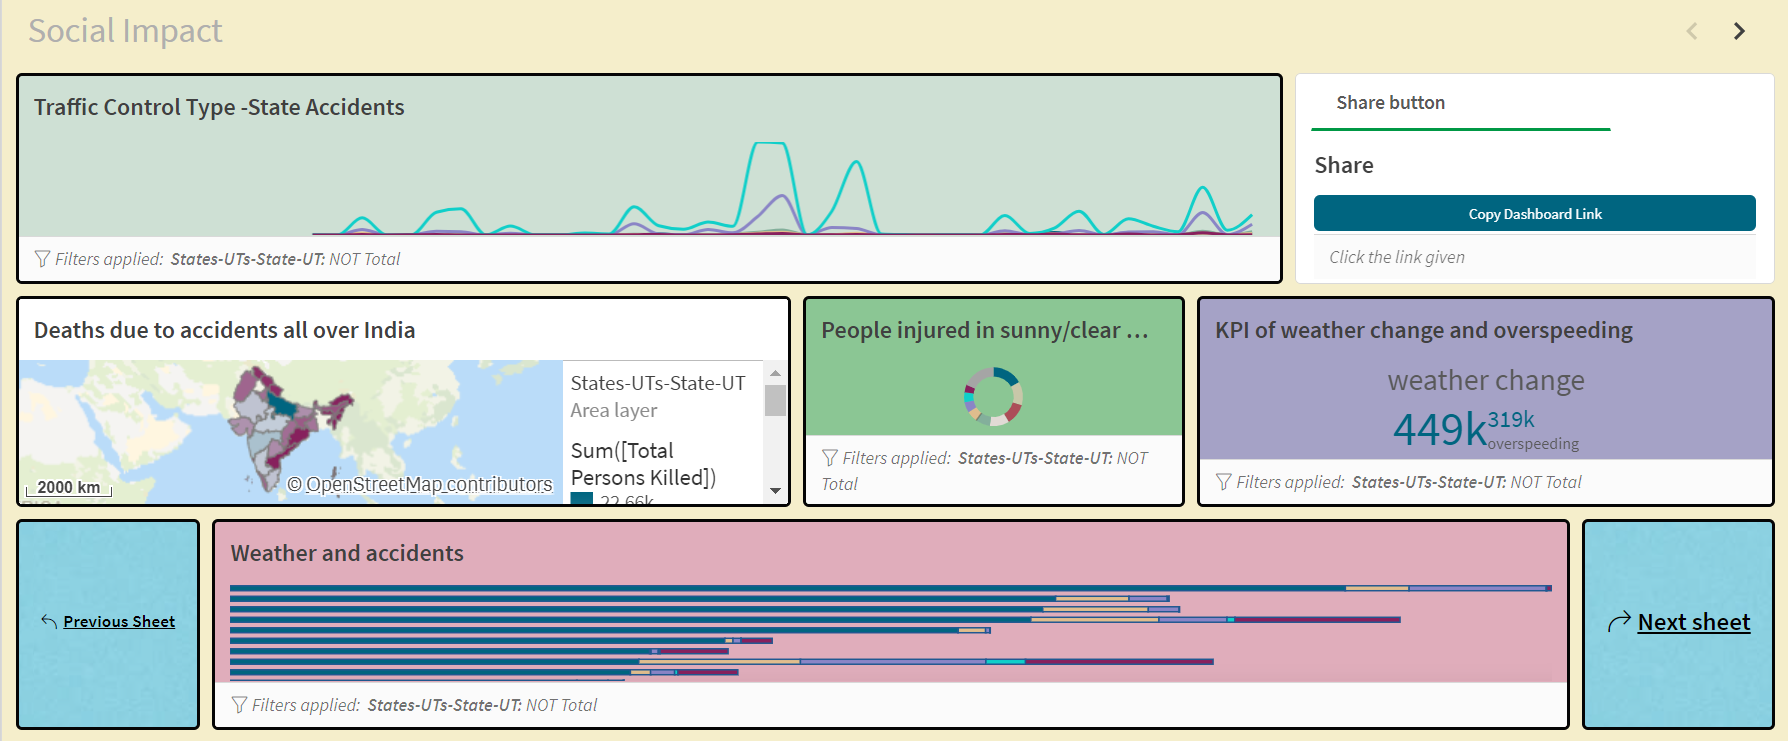 Social Impact
Traffic Control Type -State Accidents
Filters applied: States-UTs-State-UT: NOT Total
Share button
Share
Copy Dashboard Link
Click the link given
Deaths due to accidents all over India
2000 km
© OpenStreetMap contributors
States-UTs-State-UT
Area layer
Sum([Total
Persons Killed])
22.66k
People injured in sunny/clear ...
Filters applied: States-UTs-State-UT: NOT
Total
KPI of weather change and overspeeding
weather change
449k
319k
overspeeding
Filters applied: States-UTs-State-UT: NOT Total
Previous Sheet
Weather and accidents
Filters applied: States-UTs-State-UT: NOT Total
Next sheet